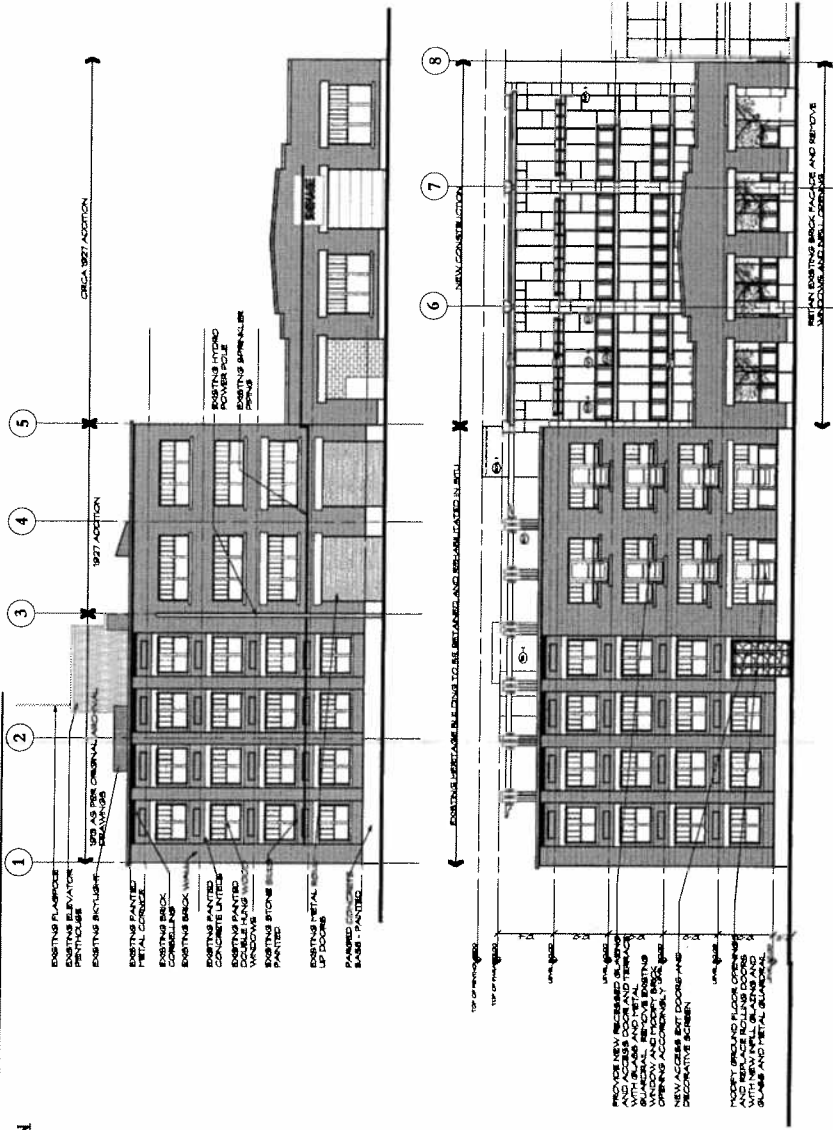 EXISTING FLAGPOLE
EXISTING ELEVATOR
PENTHOUSE
EXISTING SKYLIGHT
EXISTING PAINTED
METAL CORNICE
EXISTING BRICK
CORBELLING
EXISTING BRICK WALL
EXISTING PAINTED
CONCRETE LINTELS
EXISTING PAINTED
DOUBLE HUNG WOOD
WINDOWS
EXISTING STONE
PAINTED
EXISTING METAL
UP DOORS
PARGED CONCRETE
BASE - PAINTED
1
2
3
4
5
1913 AS PER ORIGINAL ARCHIVAL
DRAWINGS
1927 ADDITION
CIRCA 1927 ADDITION
EXISTING HYDRO
POWER POLE
EXISTING SPRINKLER
PIPING
SIGNAGE
6
7
8
EXISTING HERITAGE BUILDING TO BE RETAINED AND REHABILITATED IN SITU
NEW CONSTRUCTION
TOP OF
TOP OF
PROVIDE NEW RECESSED GLASS
AND ACCESS DOOR AND TERRACE
WITH GLASS AND METAL
GUARDRAIL. REMOVE EXISTING
WINDOW AND MODIFY BRICK
OPENING ACCORDINGLY
NEW ACCESS EXIT DOORS AND
DECORATIVE SCREEN
MODIFY GROUND FLOOR OPENINGS
AND REPLACE ROLLING DOORS
WITH NEW INFILL GLAZING AND
GLASS AND METAL GUARDRAIL
RETAIN EXISTING BRICK FACADE AND REMOVE
WINDOWS AND INFILL OPENING